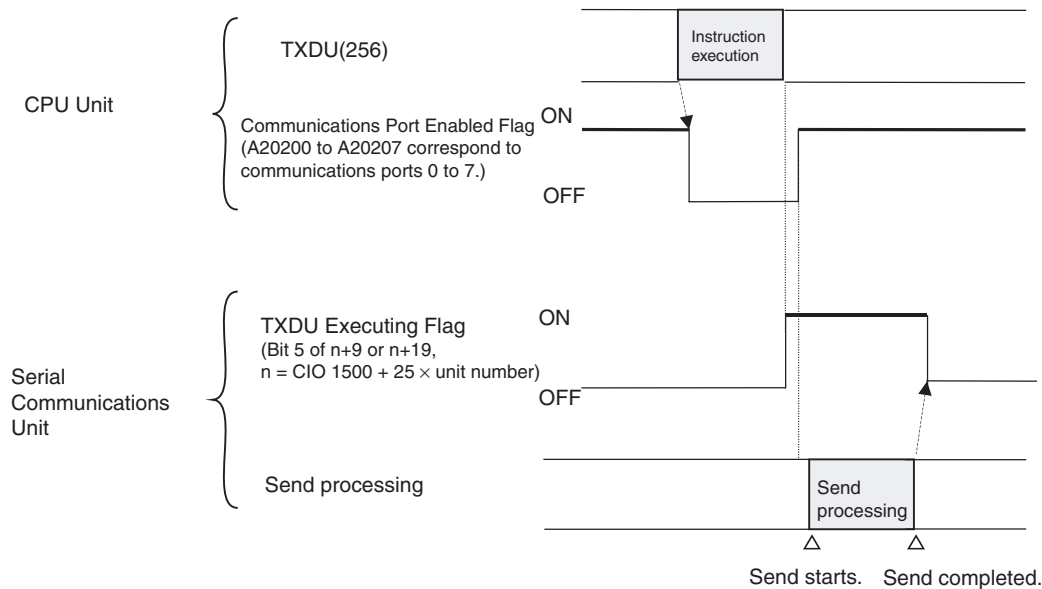 CPU Unit
TXDU(256)
Instruction
execution
Communications Port Enabled Flag
(A20200 to A20207 correspond to
communications ports 0 to 7.)
ON
OFF
Serial
Communications
Unit
TXDU Executing Flag
(Bit 5 of n+9 or n+19,
n = CIO 1500 + 25 × unit number)
ON
OFF
Send processing
Send
processing
Send starts.
Send completed.